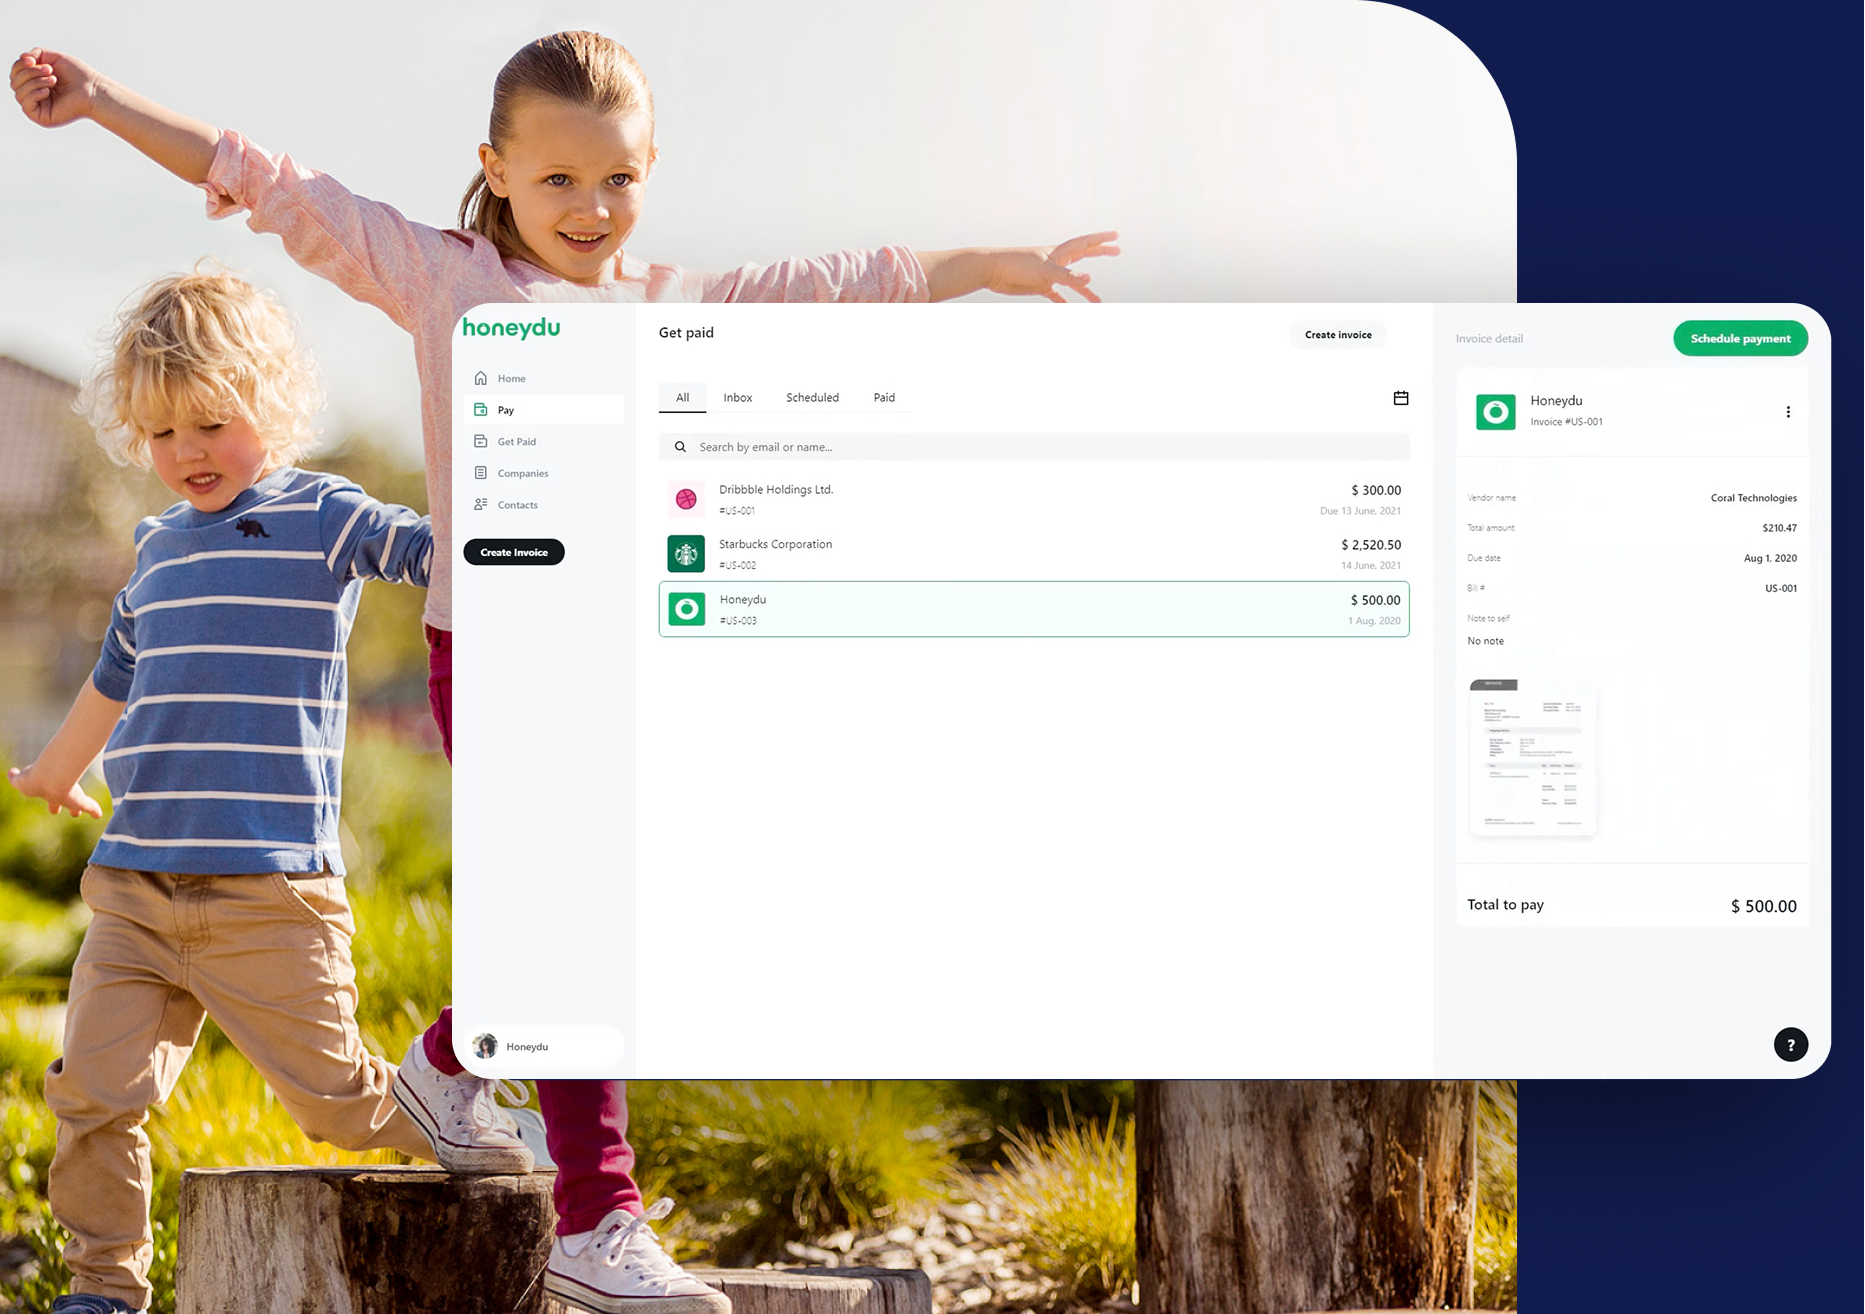 honeydu
Home
Pay
Get Paid
Companies
Contacts
Create Invoice
Honeydu
Get paid
Create invoice
All
Inbox
Scheduled
Paid
Search by email or name...
Dribbble Holdings Ltd.
$ 300.00
#US-001
Due 13 June, 2021
Starbucks Corporation
$ 2,520.50
#US-002
14 June, 2021
Honeydu
$ 500.00
#US-003
1 Aug, 2020
Invoice detail
Schedule payment
Honeydu
Invoice #US-001
Vendor name
Coral Technologies
Total amount
$210.47
Due date
Aug 1, 2020
Bill #
US-001
Note to self
No note
Total to pay
$ 500.00
?